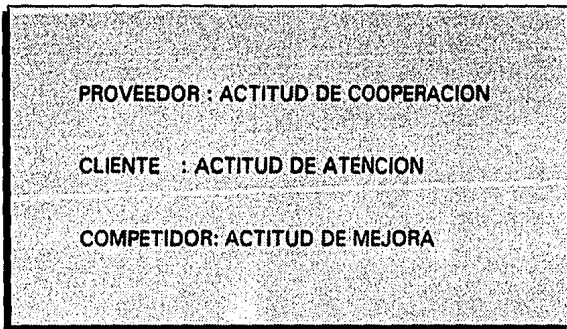 PROVEEDOR : ACTITUD DE COOPERACION
CLIENTE : ACTITUD DE ATENCION
COMPETIDOR: ACTITUD DE MEJORA